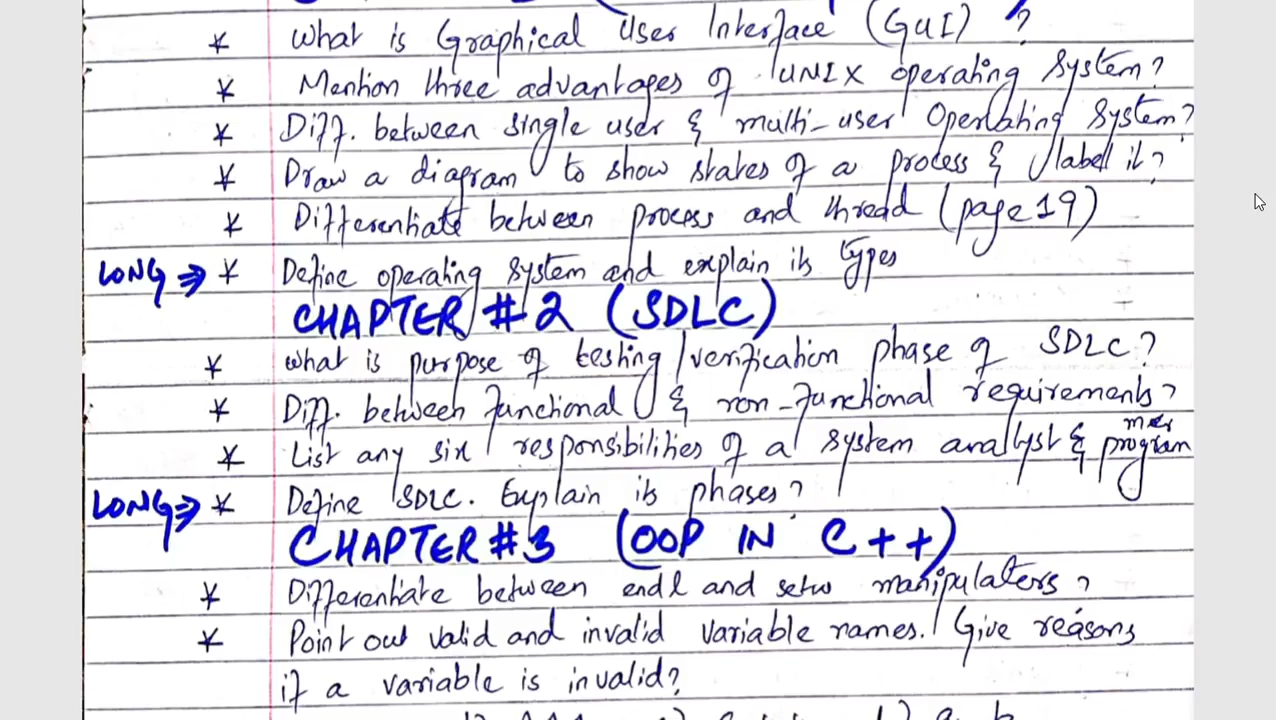 * What is Graphical User Interface (GUI) ?
* Mention three advantages of UNIX operating System?
* Diff. between single user & multi-user Operating System?
* Draw a diagram to show states of a process & label it?
* Differentiate between process and thread (page 19)
LONG ⇒ * Define operating system and explain its types
CHAPTER # 2 (SDLC)
* What is purpose of testing/verification phase of SDLC?
* Diff. between functional & non-functional requirements?
* List any six responsibilities of a system analyst & programmer
LONG ⇒ * Define SDLC. Explain its phases?
CHAPTER # 3 (OOP IN C++)
* Differentiate between endl and setw manipulaters?
* Point out valid and invalid variable names. Give reasons
if a variable is invalid?